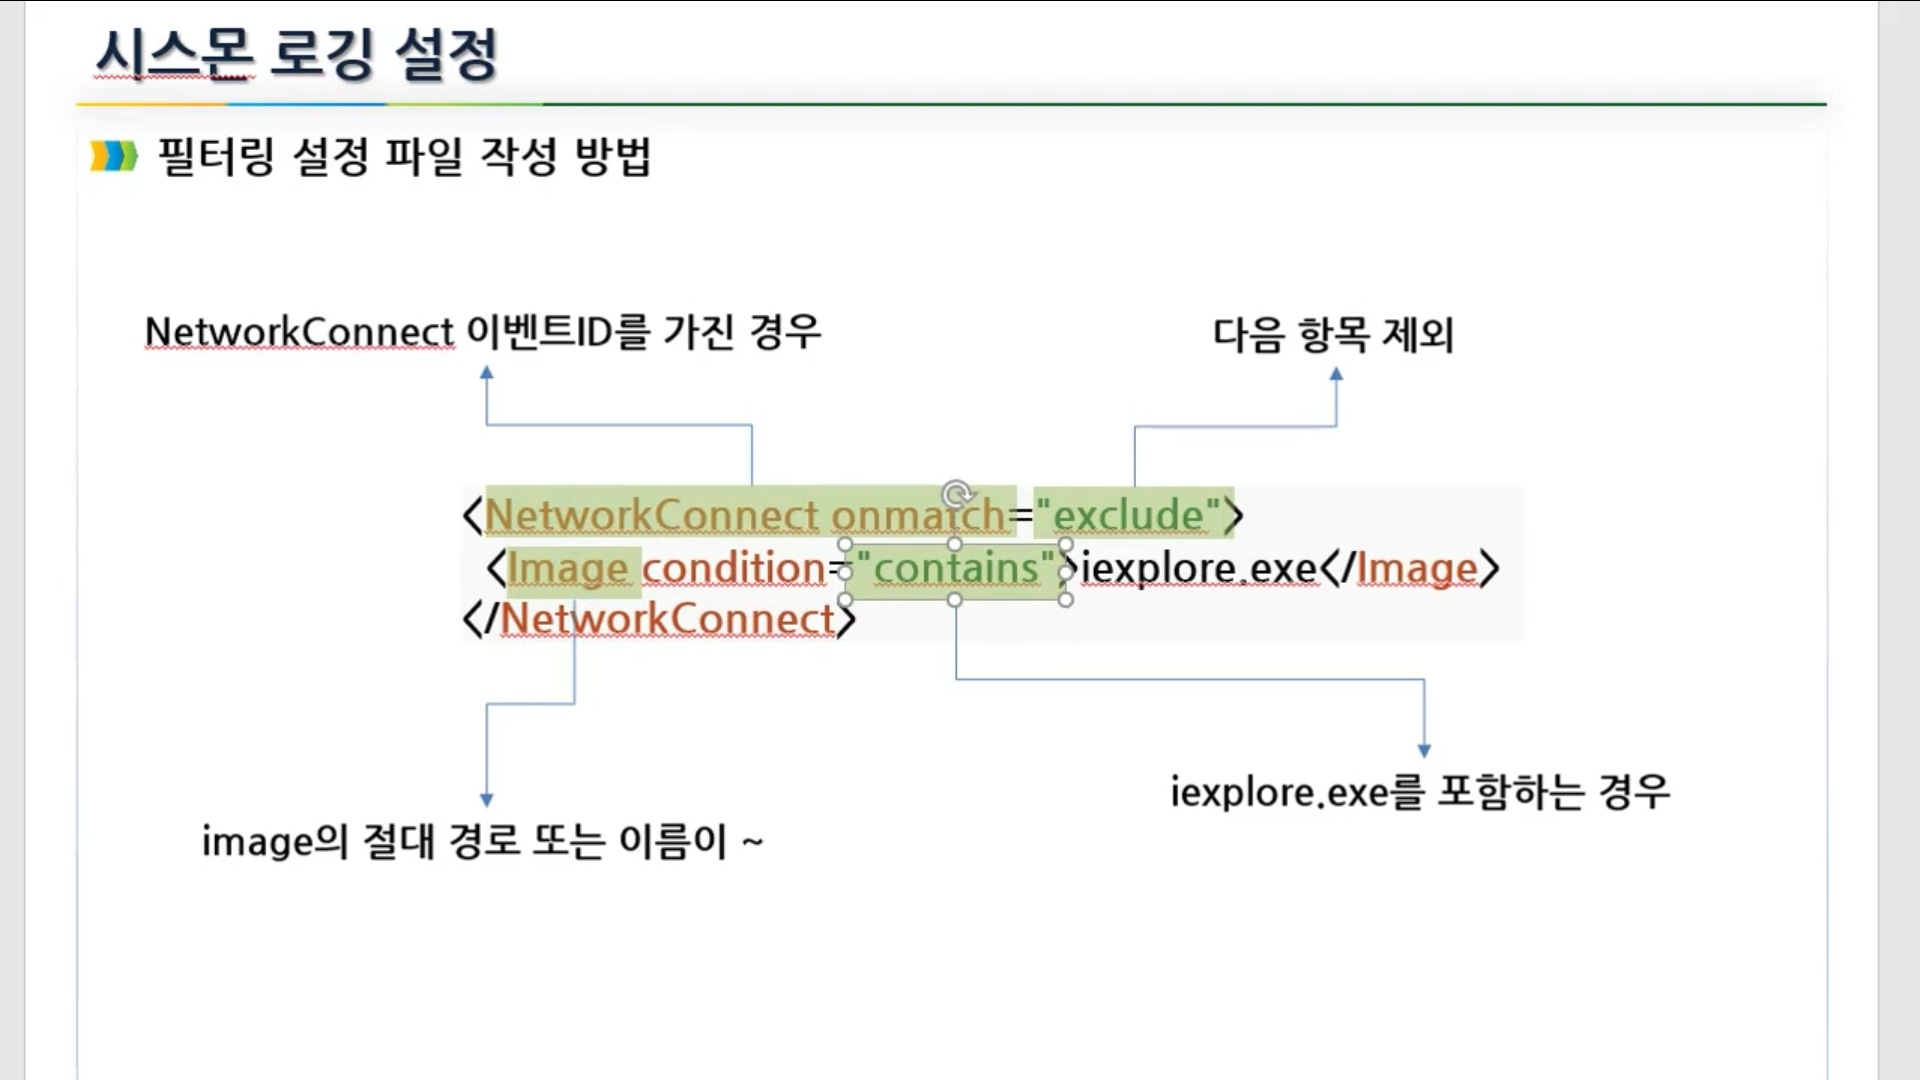 시스몬 로깅 설정
필터링 설정 파일 작성 방법
NetworkConnect 이벤트ID를 가진 경우
다음 항목 제외
<NetworkConnect onmatch="exclude">
<Image condition="contains">iexplore.exe</Image>
</NetworkConnect>
iexplore.exe를 포함하는 경우
image의 절대 경로 또는 이름이 ~